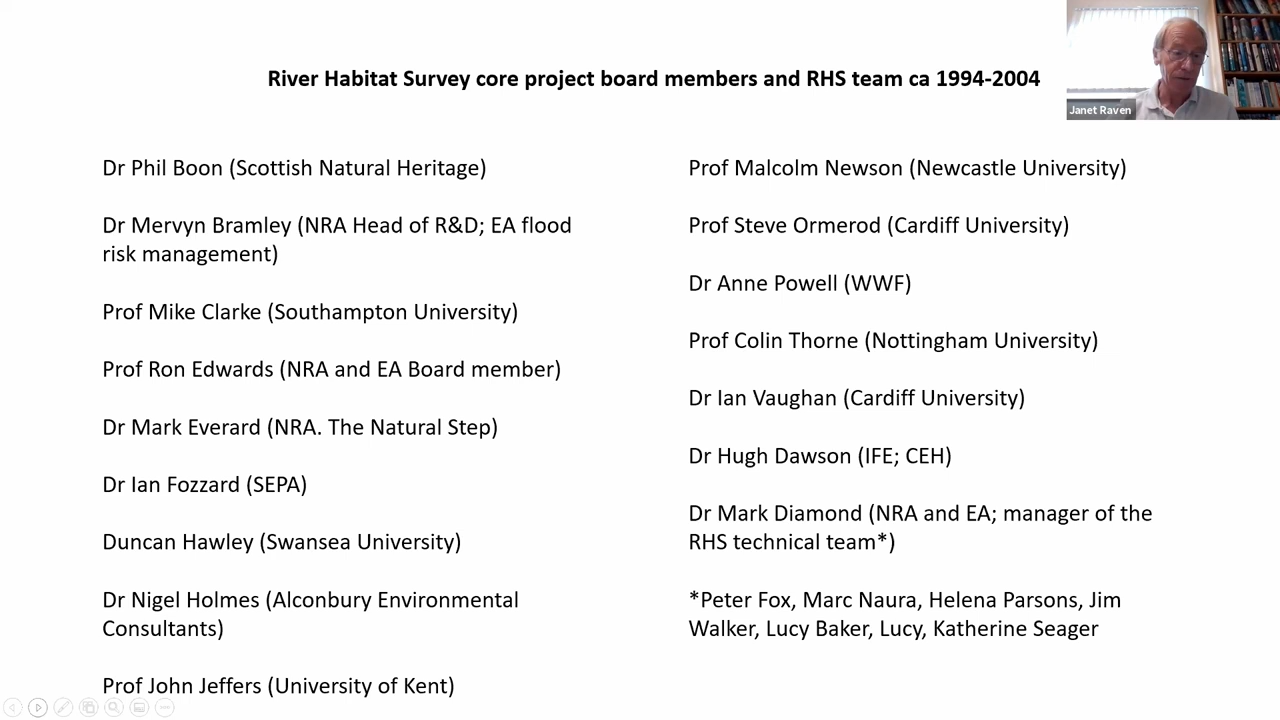 River Habitat Survey core project board members and RHS team ca 1994-2004
Janet Raven
Dr Phil Boon (Scottish Natural Heritage)
Dr Mervyn Bramley (NRA Head of R&D; EA flood
risk management)
Prof Mike Clarke (Southampton University)
Prof Ron Edwards (NRA and EA Board member)
Dr Mark Everard (NRA. The Natural Step)
Dr Ian Fozzard (SEPA)
Duncan Hawley (Swansea University)
Dr Nigel Holmes (Alconbury Environmental
Consultants)
Prof John Jeffers (University of Kent)
Prof Malcolm Newson (Newcastle University)
Prof Steve Ormerod (Cardiff University)
Dr Anne Powell (WWF)
Prof Colin Thorne (Nottingham University)
Dr Ian Vaughan (Cardiff University)
Dr Hugh Dawson (IFE; CEH)
Dr Mark Diamond (NRA and EA; manager of the
RHS technical team*)
*Peter Fox, Marc Naura, Helena Parsons, Jim
Walker, Lucy Baker, Lucy, Katherine Seager